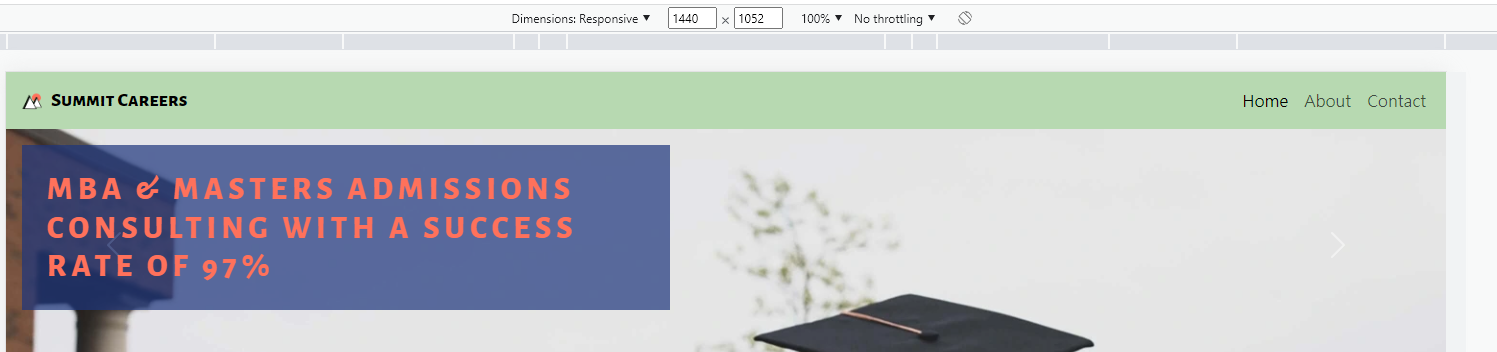 Dimensions: Responsive ▼ 1440 × 1052 100% ▼ No throttling ▼
Summit Careers Home About Contact
MBA & MASTERS ADMISSIONS
CONSULTING WITH A SUCCESS
RATE OF 97%